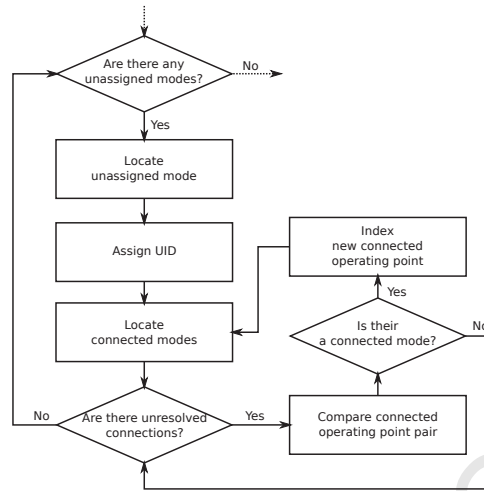 Are there any
unassigned modes?
No
Yes
Locate
unassigned mode
Assign UID
Locate
connected modes
Are there unresolved
connections?
No
Yes
Compare connected
operating point pair
Is their
a connected mode?
No
Yes
Index
new connected
operating point